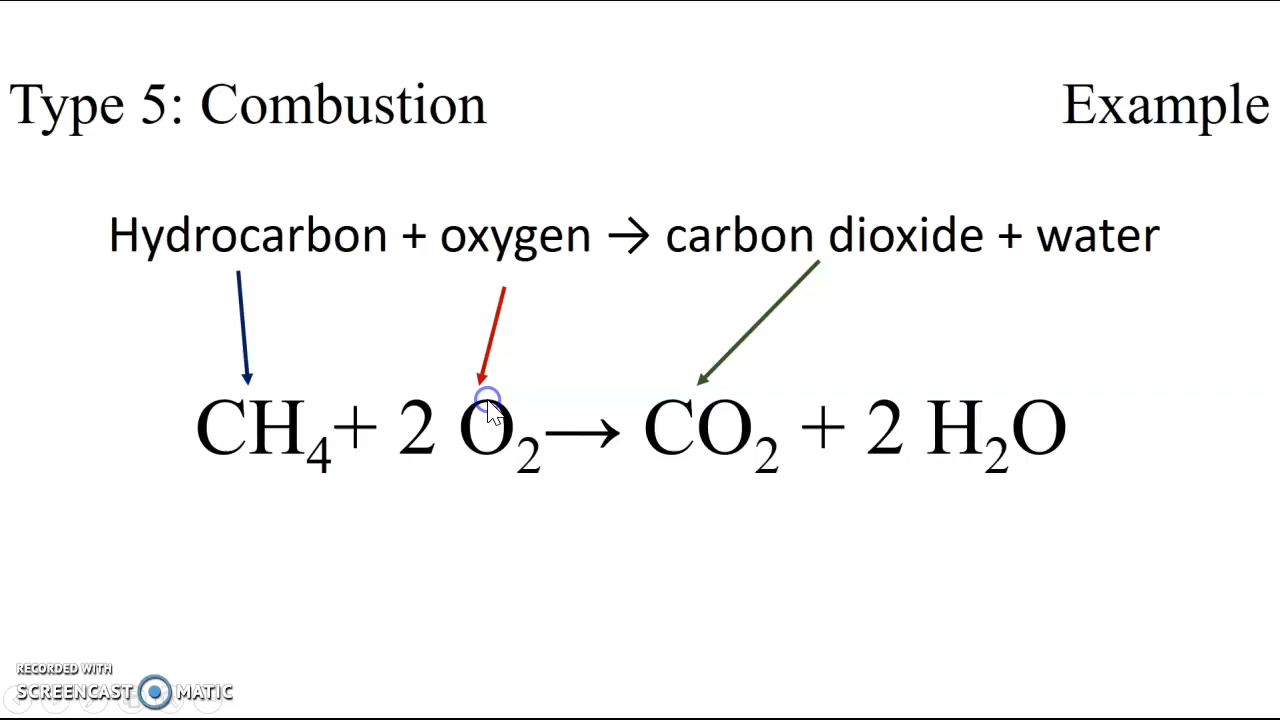 Type 5: Combustion Example
Hydrocarbon + oxygen → carbon dioxide + water
CH₄+ 2 O₂→ CO₂ + 2 H₂O
RECORDED WITH
SCREENCAST MATIC